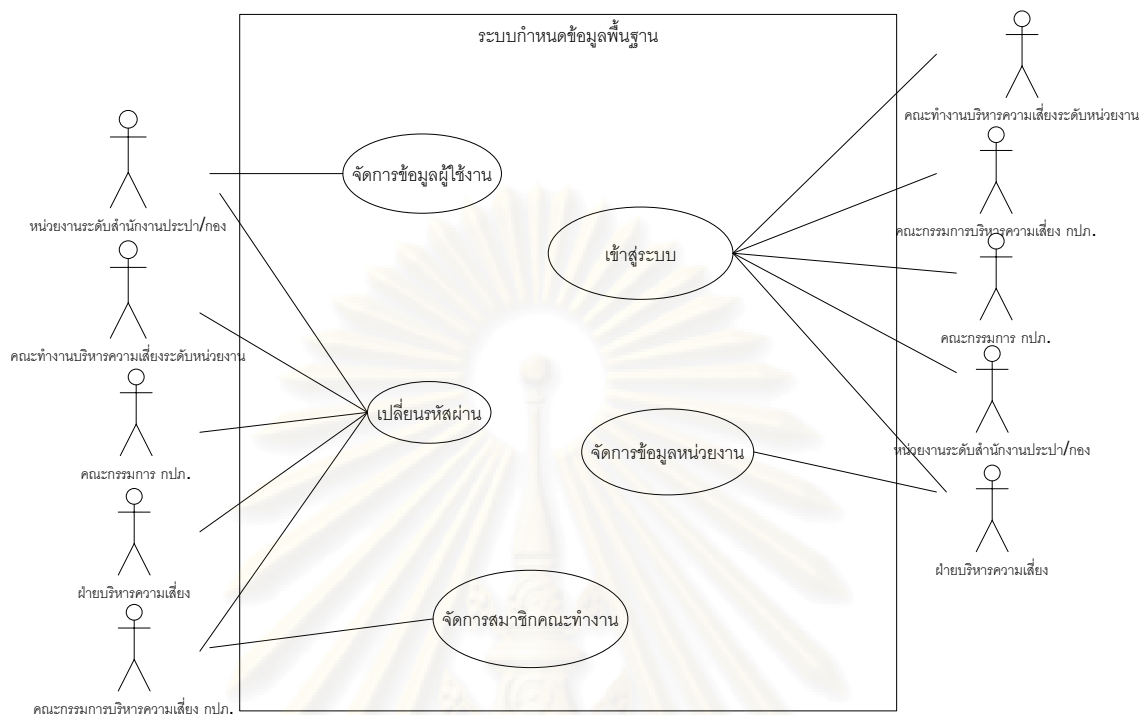 ระบบกำหนดข้อมูลพื้นฐาน
คณะทำงานบริหารความเสี่ยงระดับหน่วยงาน
จัดการข้อมูลผู้ใช้งาน
หน่วยงานระดับสำนักงานประปา/กอง
คณะกรรมการบริหารความเสี่ยง กปภ.
เข้าสู่ระบบ
คณะกรรมการ กปภ.
คณะทำงานบริหารความเสี่ยงระดับหน่วยงาน
เปลี่ยนรหัสผ่าน
หน่วยงานระดับสำนักงานประปา/กอง
จัดการข้อมูลหน่วยงาน
คณะกรรมการ กปภ.
ฝ่ายบริหารความเสี่ยง
ฝ่ายบริหารความเสี่ยง
จัดการสมาชิกคณะทำงาน
คณะกรรมการบริหารความเสี่ยง กปภ.